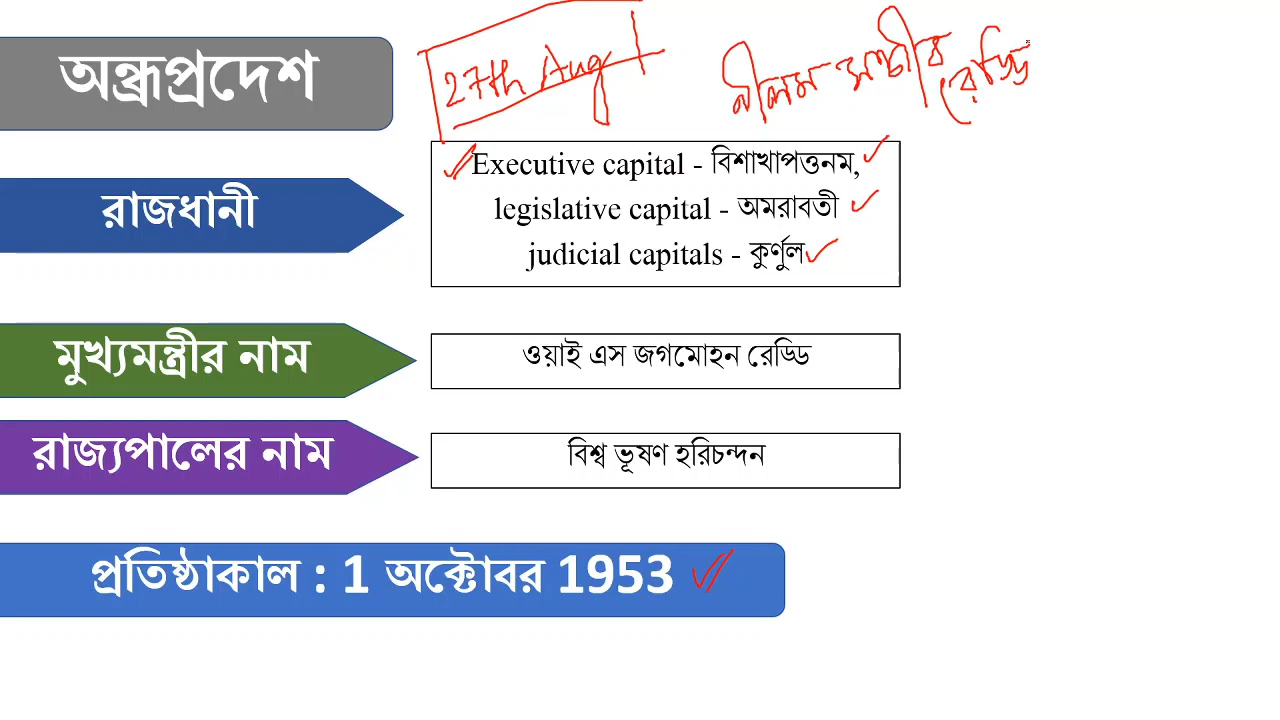 27th Aug
নীলম সঞ্জীব
রেড্ডি
অন্ধ্রপ্রদেশ
রাজধানী
Executive capital - বিশাখাপত্তনম,
legislative capital - অমরাবতী
judicial capitals - কুর্ণুল
মুখ্যমন্ত্রীর নাম
ওয়াই এস জগমোহন রেড্ডি
রাজ্যপালের নাম
বিশ্ব ভূষণ হরিচন্দন
প্রতিষ্ঠাকাল : 1 অক্টোবর 1953